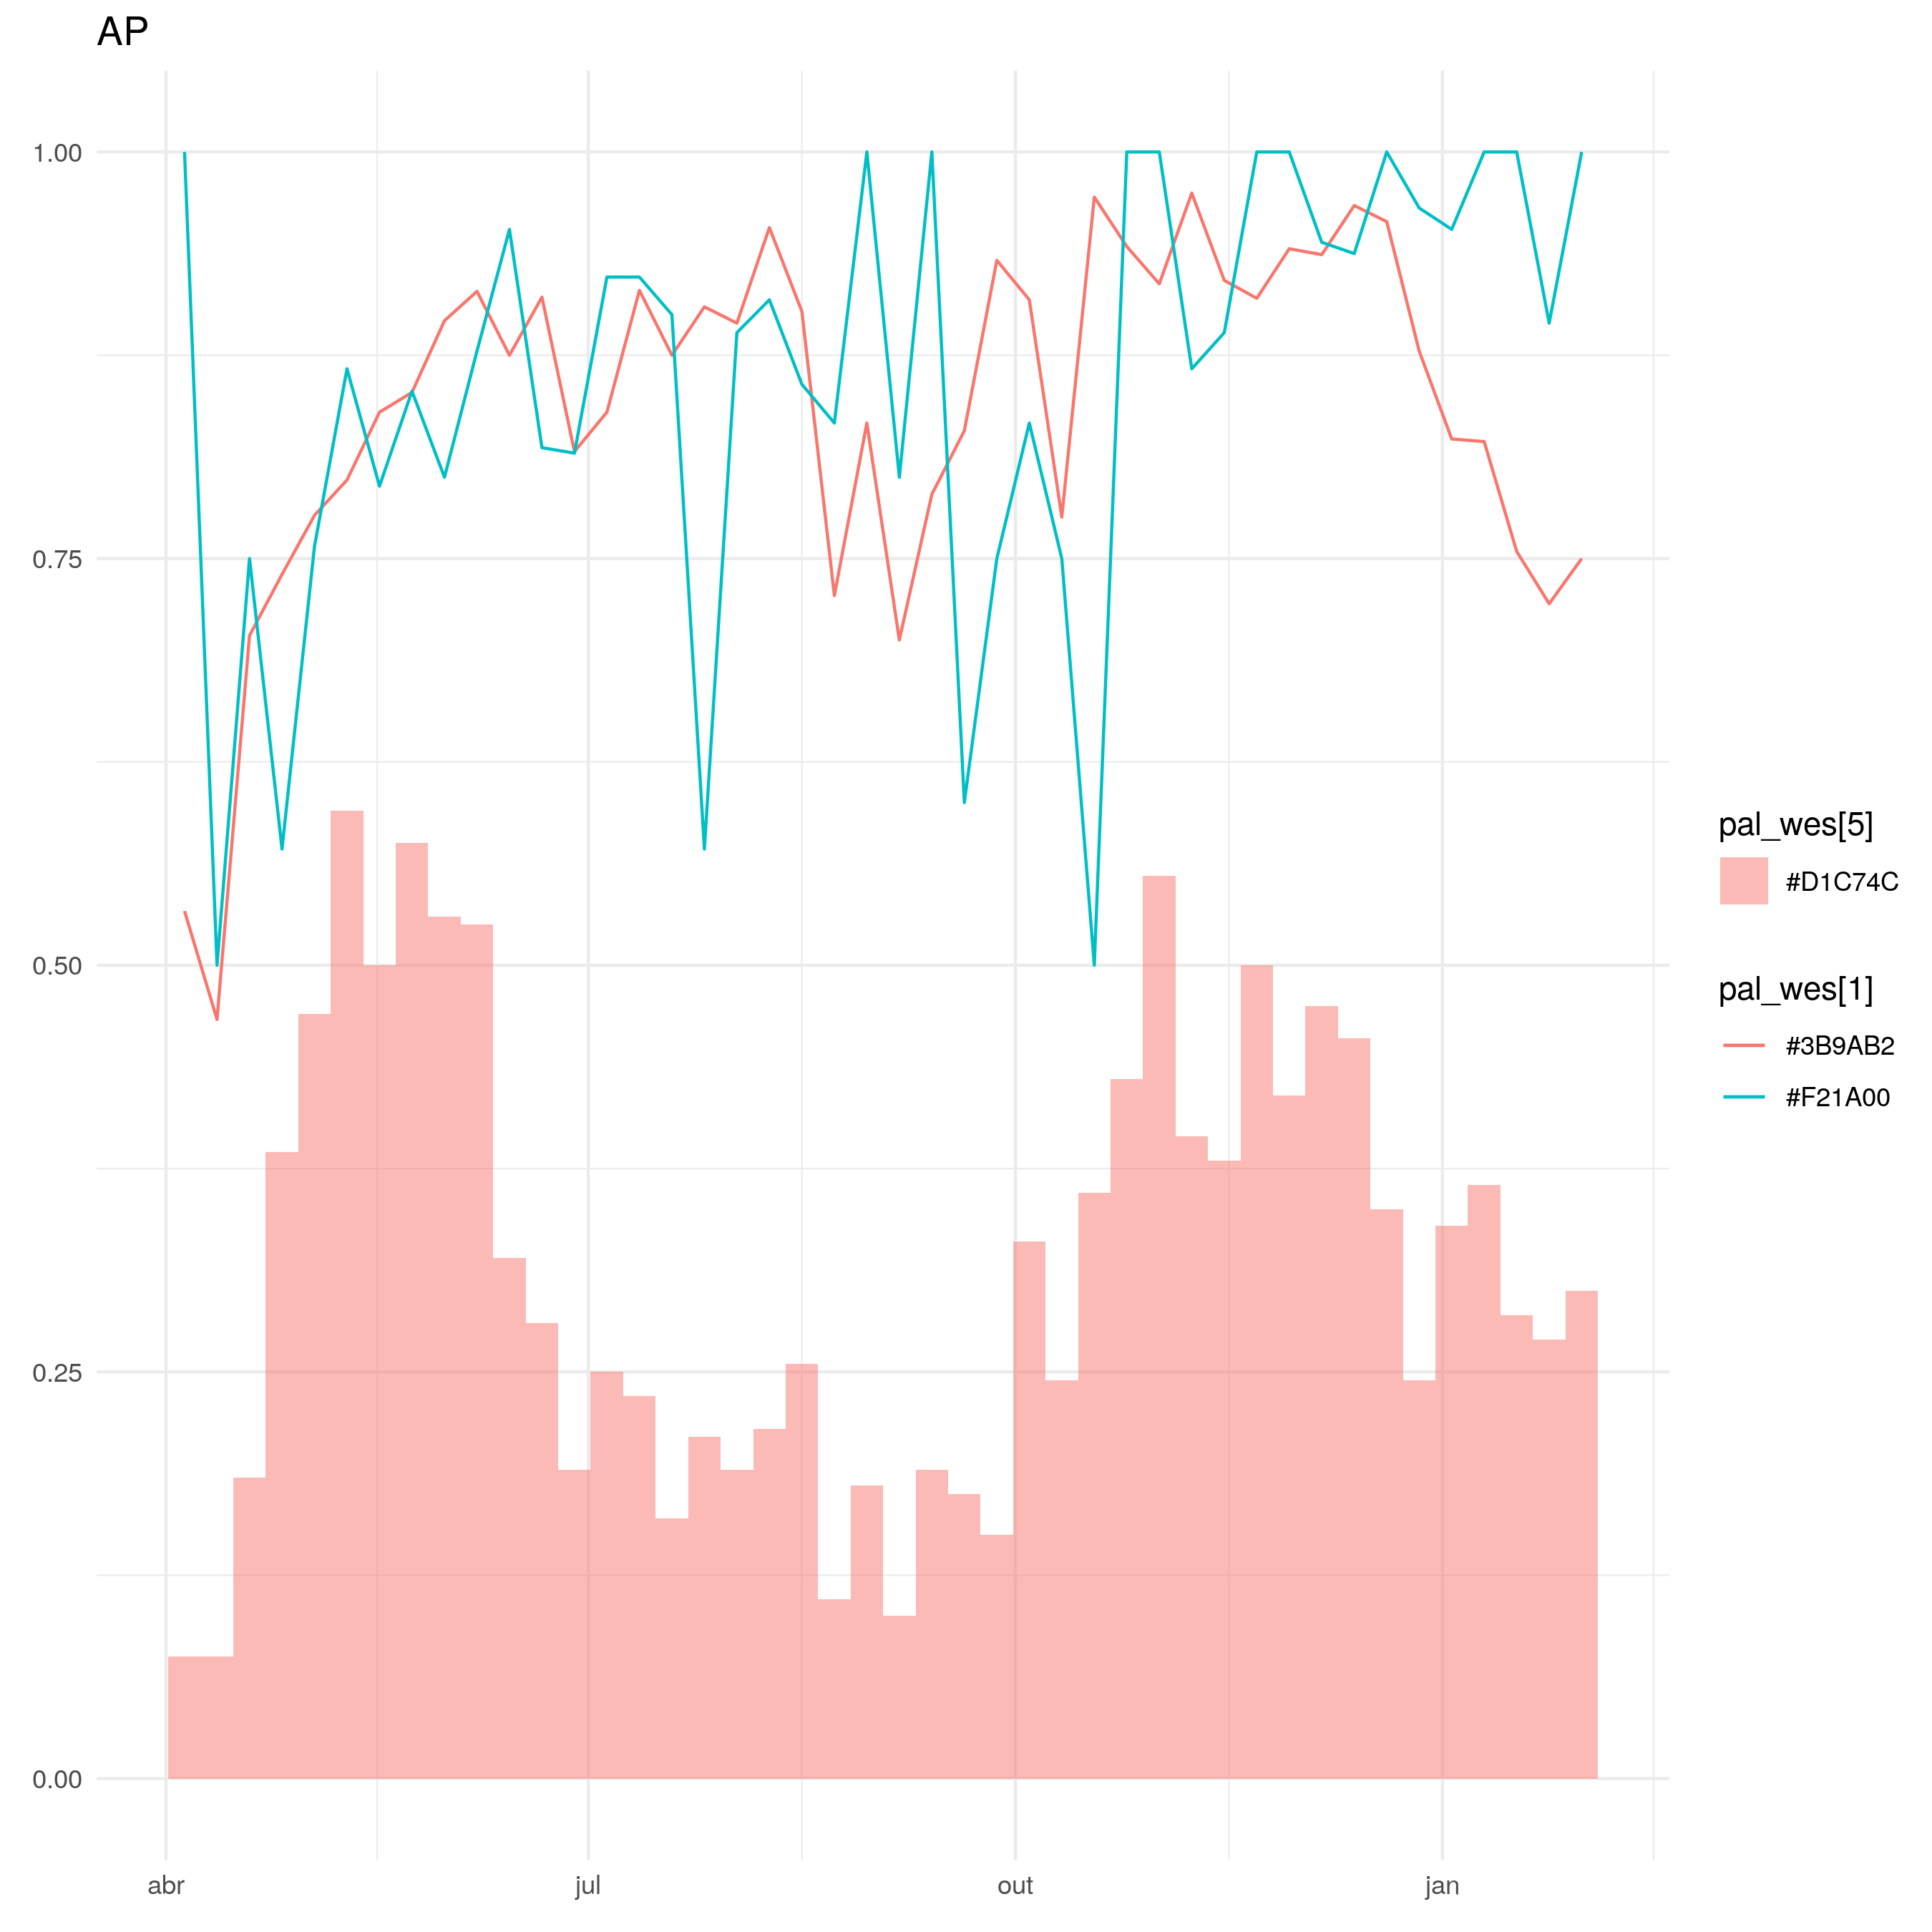 AP
1.00
0.75
0.50
0.25
0.00
abr jul out jan
pal_wes[5]
#D1C74C
pal_wes[1]
#3B9AB2
#F21A00